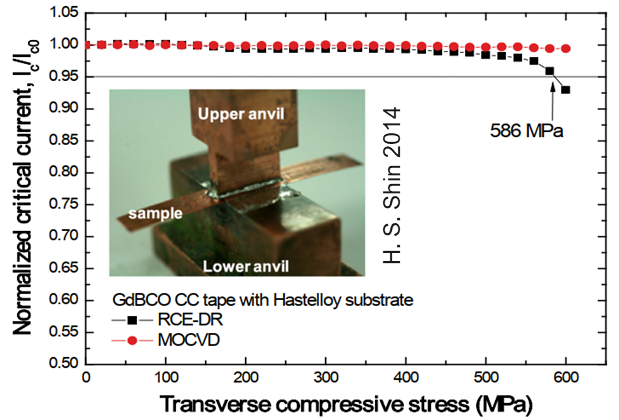 Normalized critical current, I_c/I_c0
1.05
1.00
0.95
0.90
0.85
0.80
0.75
0.70
0.65
0.60
0.55
0.50
586 MPa
Upper anvil
sample
Lower anvil
H. S. Shin 2014
GdBCO CC tape with Hastelloy substrate
RCE-DR
MOCVD
0 100 200 300 400 500 600
Transverse compressive stress (MPa)